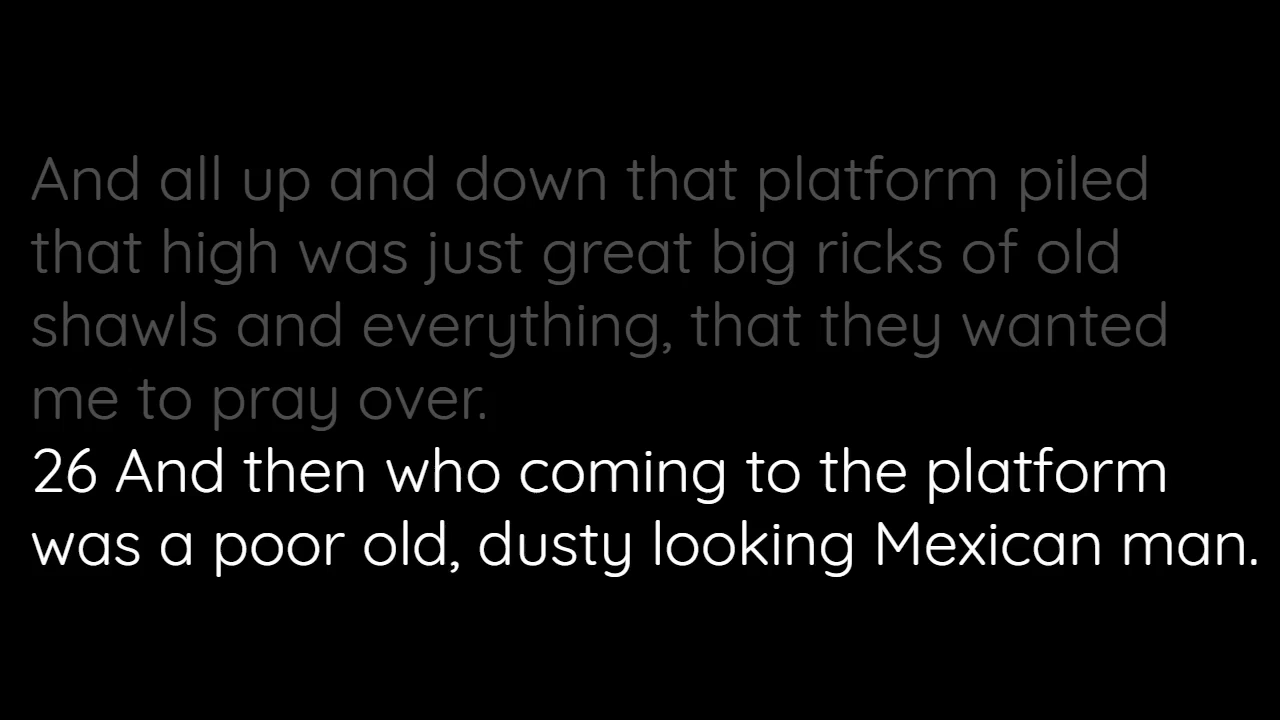 And all up and down that platform piled
that high was just great big ricks of old
shawls and everything, that they wanted
me to pray over.
26 And then who coming to the platform
was a poor old, dusty looking Mexican man.